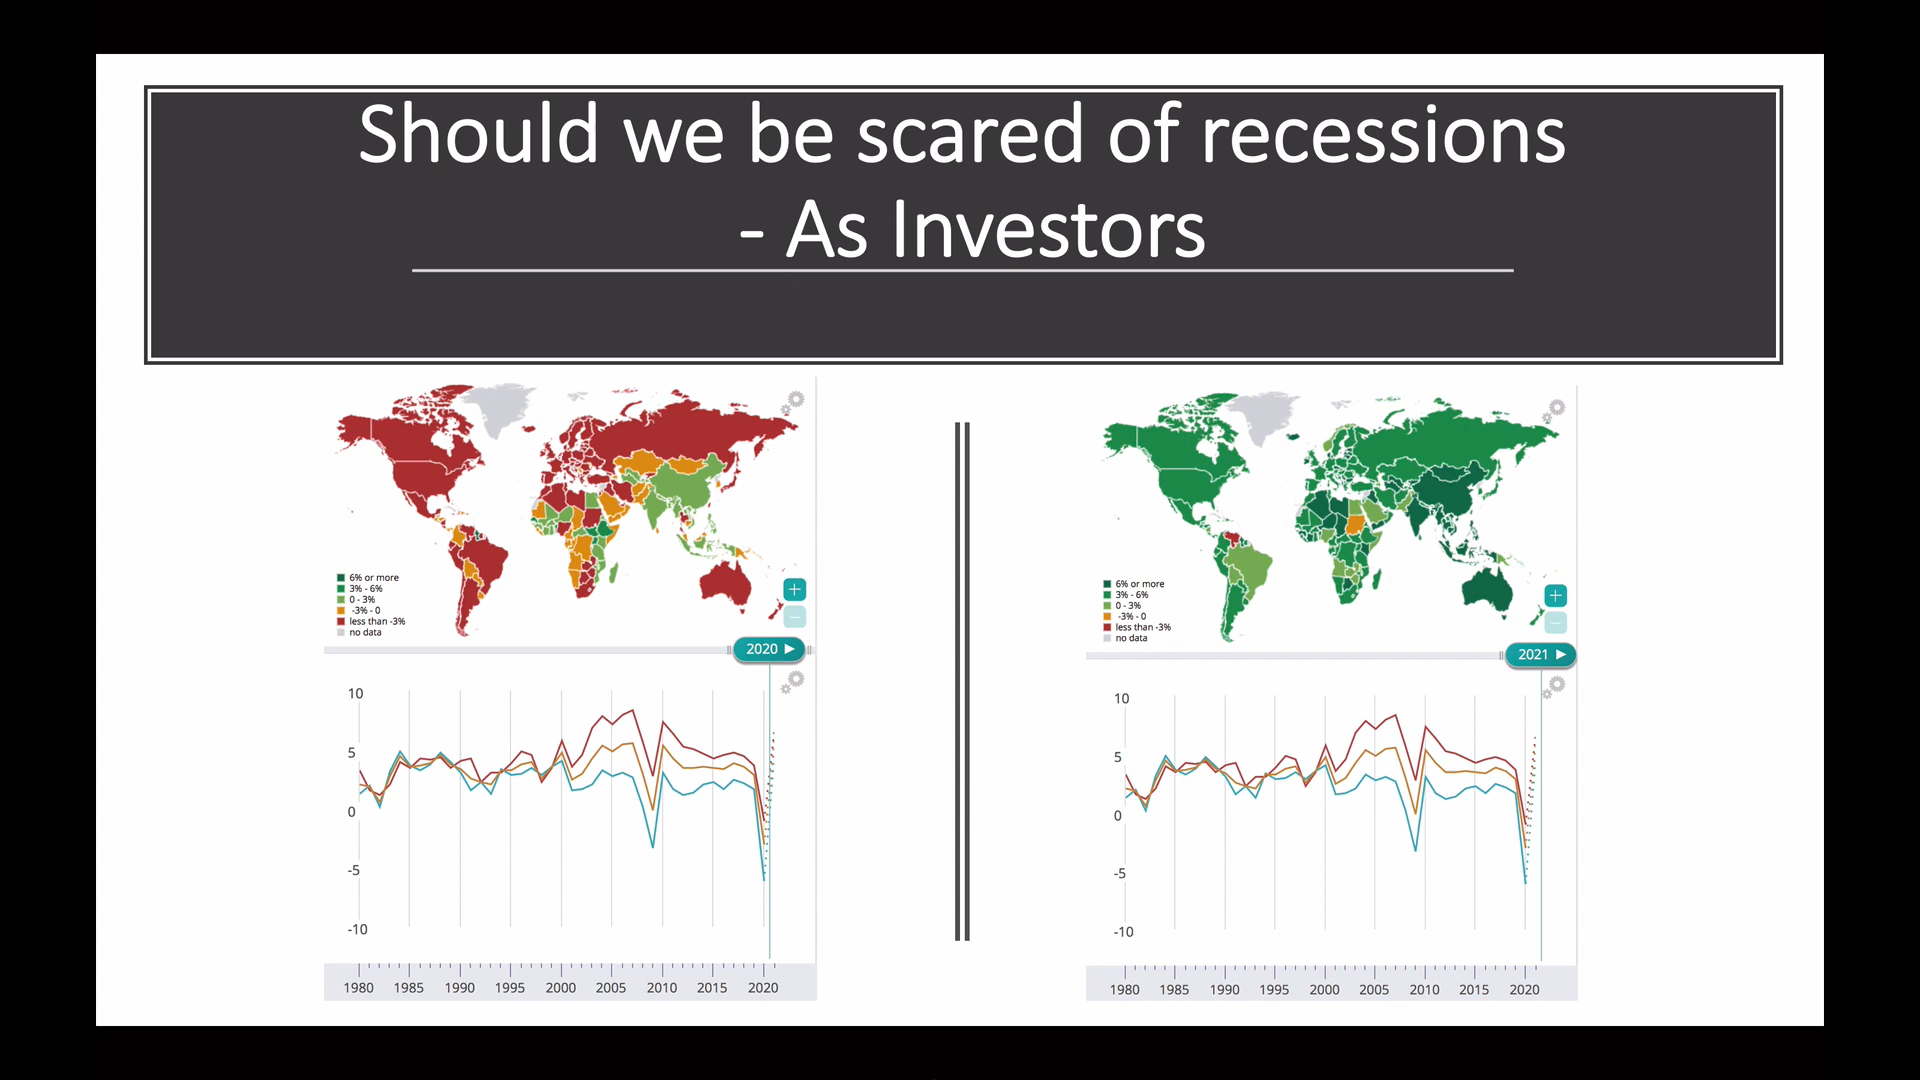 Should we be scared of recessions
- As Investors
6% or more
3% - 6%
0 - 3%
-3% - 0
less than -3%
no data
2020
10
5
0
-5
-10
1980 1985 1990 1995 2000 2005 2010 2015 2020
6% or more
3% - 6%
0 - 3%
-3% - 0
less than -3%
no data
2021
10
5
0
-5
-10
1980 1985 1990 1995 2000 2005 2010 2015 2020